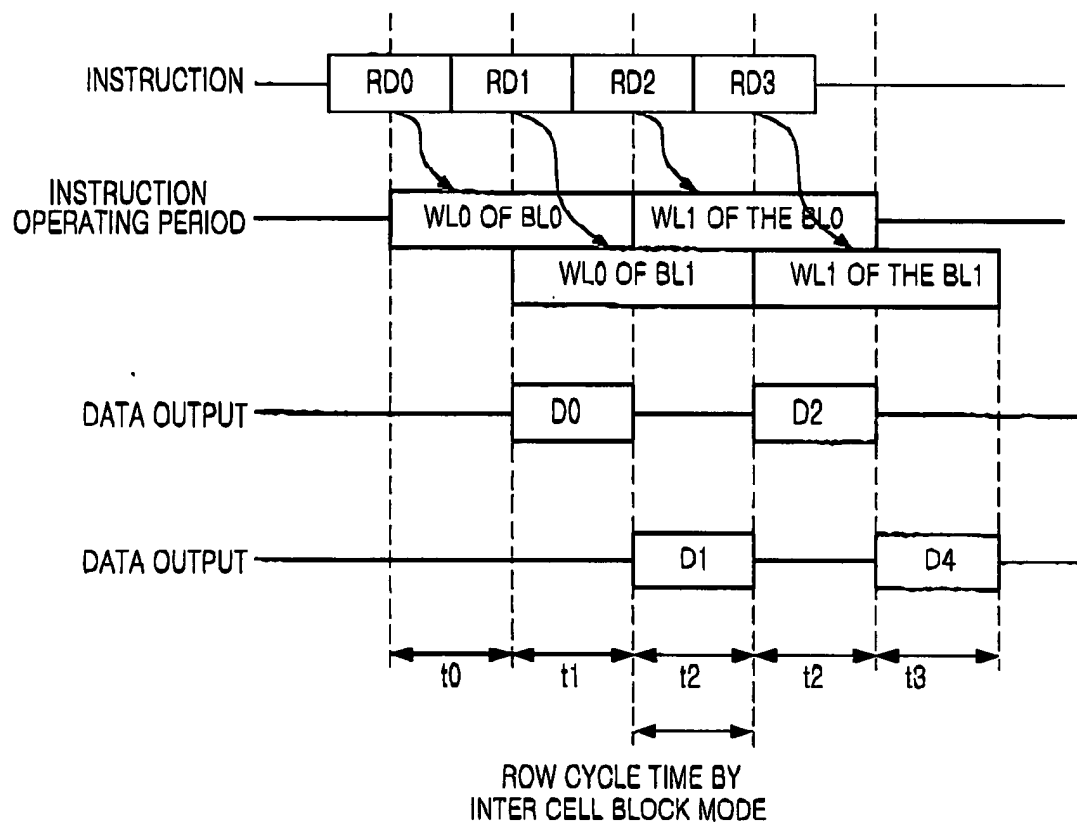 INSTRUCTION
RD0 RD1 RD2 RD3
INSTRUCTION
OPERATING PERIOD
WL0 OF BL0 WL1 OF THE BL0
WL0 OF BL1 WL1 OF THE BL1
DATA OUTPUT
D0 D2
DATA OUTPUT
D1 D4
t0 t1 t2 t2 t3
ROW CYCLE TIME BY
INTER CELL BLOCK MODE